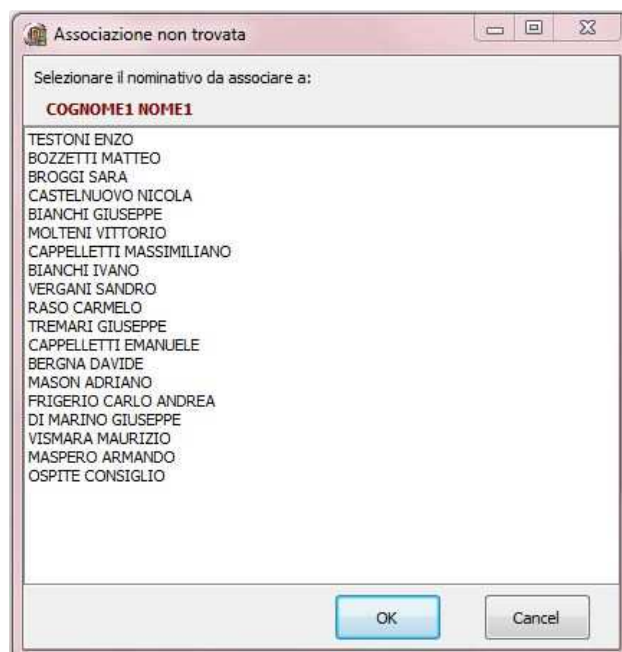 Associazione non trovata
Selezionare il nominativo da associare a:
COGNOME1 NOME1
TESTONI ENZO
BOZZETTI MATTEO
BROGGI SARA
CASTELNUOVO NICOLA
BIANCHI GIUSEPPE
MOLTENI VITTORIO
CAPPELLETTI MASSIMILIANO
BIANCHI IVANO
VERGANI SANDRO
RASO CARMELO
TREMARI GIUSEPPE
CAPPELLETTI EMANUELE
BERGNA DAVIDE
MASON ADRIANO
FRIGERIO CARLO ANDREA
DI MARINO GIUSEPPE
VISMARA MAURIZIO
MASPERO ARMANDO
OSPITE CONSIGLIO
OK Cancel